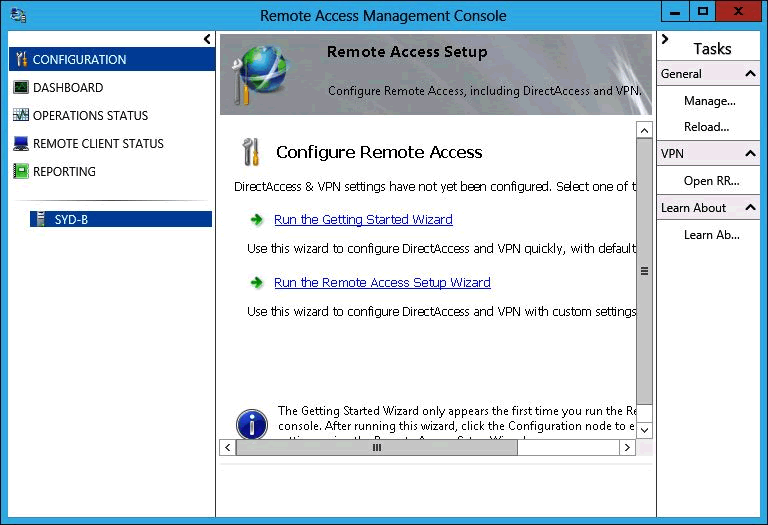 Remote Access Management Console
CONFIGURATION
DASHBOARD
OPERATIONS STATUS
REMOTE CLIENT STATUS
REPORTING
SYD-B
Remote Access Setup
Configure Remote Access, including DirectAccess and VPN.
Configure Remote Access
DirectAccess & VPN settings have not yet been configured. Select one of t
Run the Getting Started Wizard
Use this wizard to configure DirectAccess and VPN quickly, with default
Run the Remote Access Setup Wizard
Use this wizard to configure DirectAccess and VPN with custom settings
The Getting Started Wizard only appears the first time you run the Re
console. After running this wizard, click the Configuration node to e
Tasks
General
Manage...
Reload...
VPN
Open RR...
Learn About
Learn Ab...